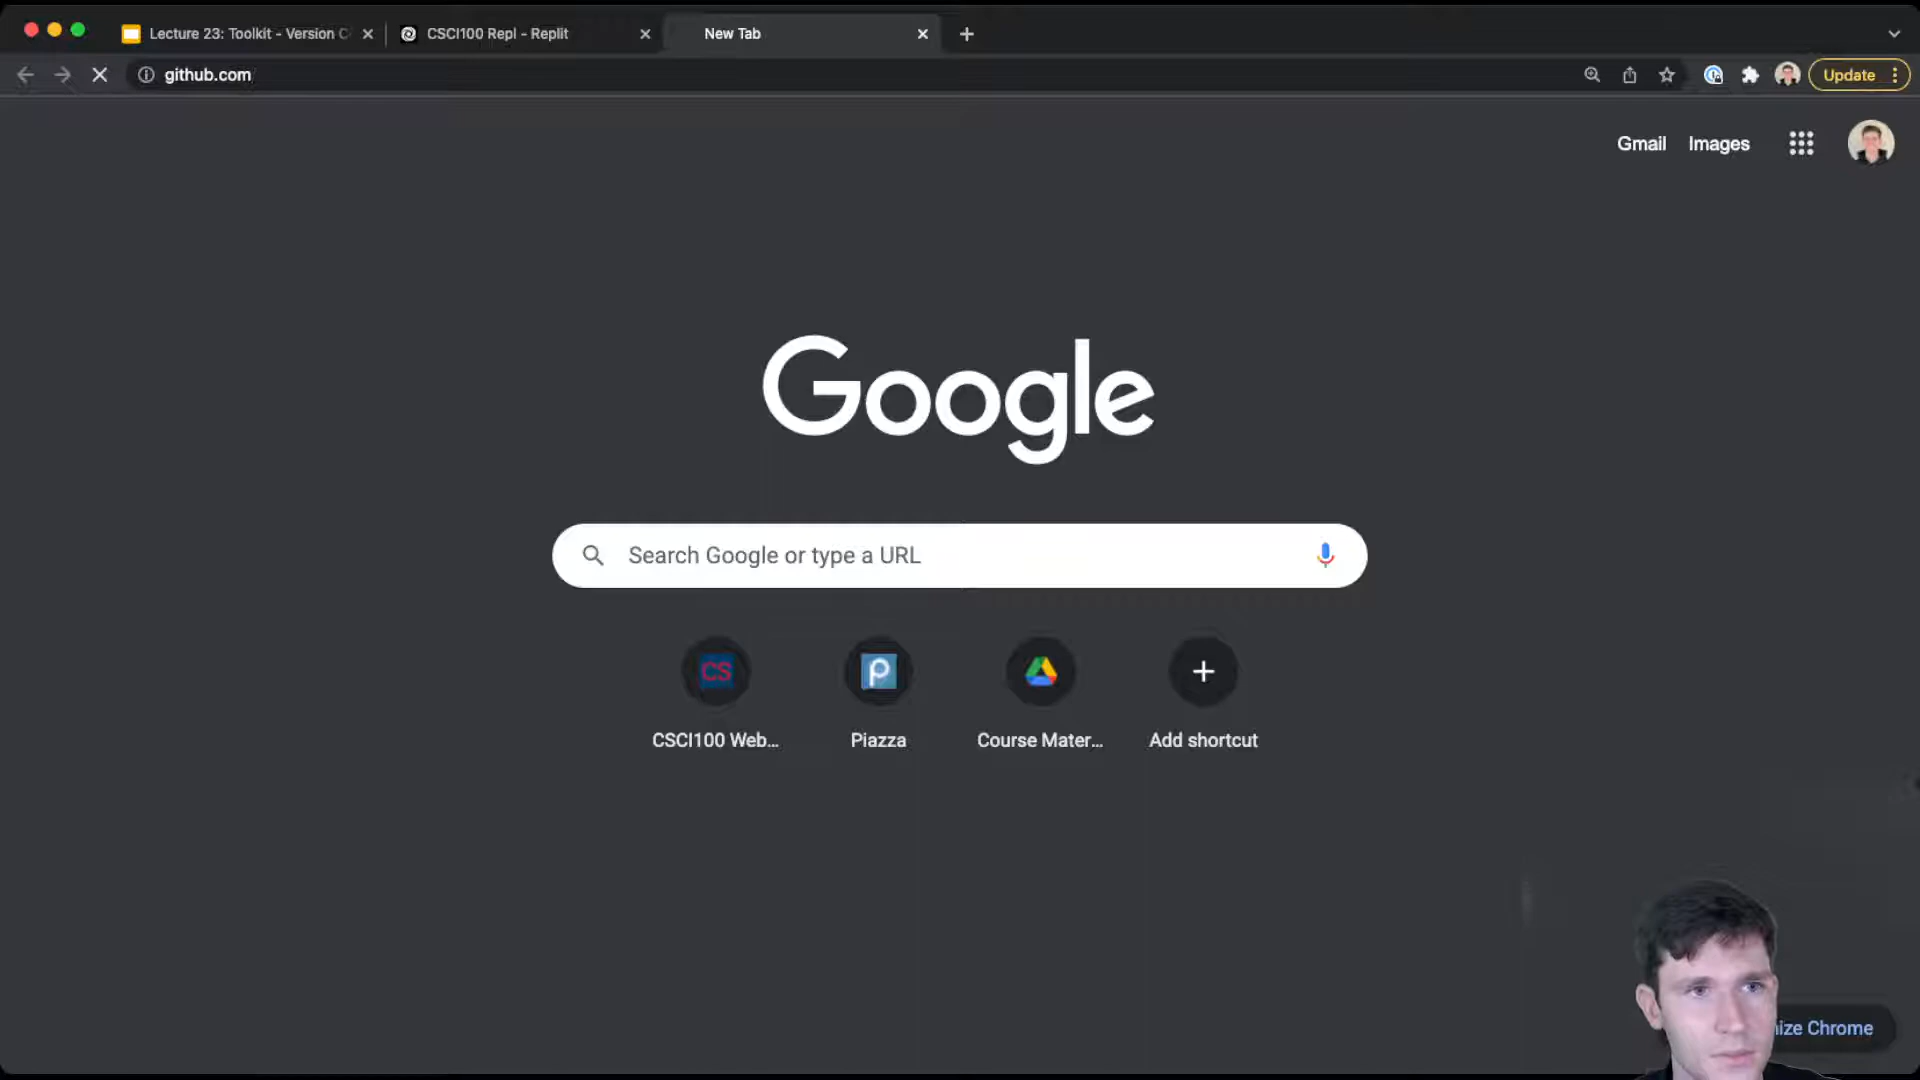 Lecture 23: Toolkit - Version C
CSCI100 Repl - Replit
New Tab
github.com
Update
Gmail
Images
Google
Search Google or type a URL
CS
CSCI100 Web...
Piazza
Course Mater...
Add shortcut
ize Chrome